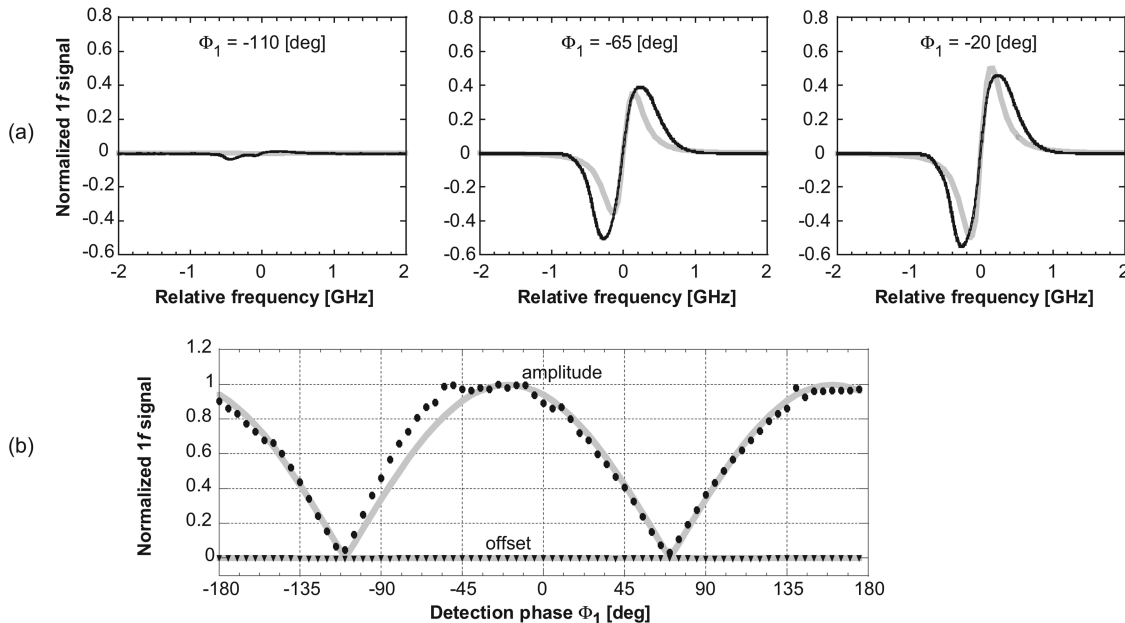 (a)
Normalized 1f signal
0.8
0.6
0.4
0.2
0
-0.2
-0.4
-0.6
Φ1 = -110 [deg]
-2 -1 0 1 2
Relative frequency [GHz]
0.8
0.6
0.4
0.2
0
-0.2
-0.4
-0.6
Φ1 = -65 [deg]
-2 -1 0 1 2
Relative frequency [GHz]
0.8
0.6
0.4
0.2
0
-0.2
-0.4
-0.6
Φ1 = -20 [deg]
-2 -1 0 1 2
Relative frequency [GHz]
(b)
Normalized 1f signal
1.2
1
0.8
0.6
0.4
0.2
0
amplitude
offset
-180 -135 -90 -45 0 45 90 135 180
Detection phase Φ1 [deg]